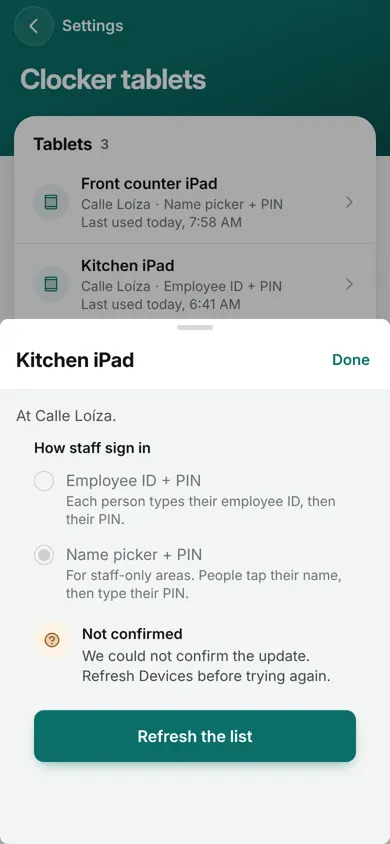 Settings
Clocker tablets
Tablets 3
Front counter iPad
Calle Loíza · Name picker + PIN
Last used today, 7:58 AM
Kitchen iPad
Calle Loíza · Employee ID + PIN
Last used today, 6:41 AM
Kitchen iPad
Done
At Calle Loíza.
How staff sign in
Employee ID + PIN
Each person types their employee ID, then
their PIN.
Name picker + PIN
For staff-only areas. People tap their name,
then type their PIN.
Not confirmed
We could not confirm the update.
Refresh Devices before trying again.
Refresh the list